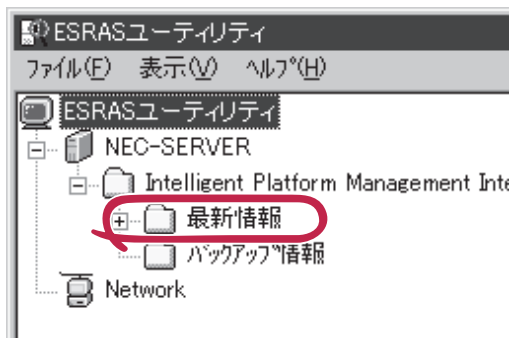 ESRASユーティリティ
ﾌｧｲﾙ(F) 表示(V) ﾍﾙﾌﾟ(H)
ESRASユーティリティ
NEC-SERVER
Intelligent Platform Management Inte
最新情報
ﾊﾞｯｸｱｯﾌﾟ情報
Network